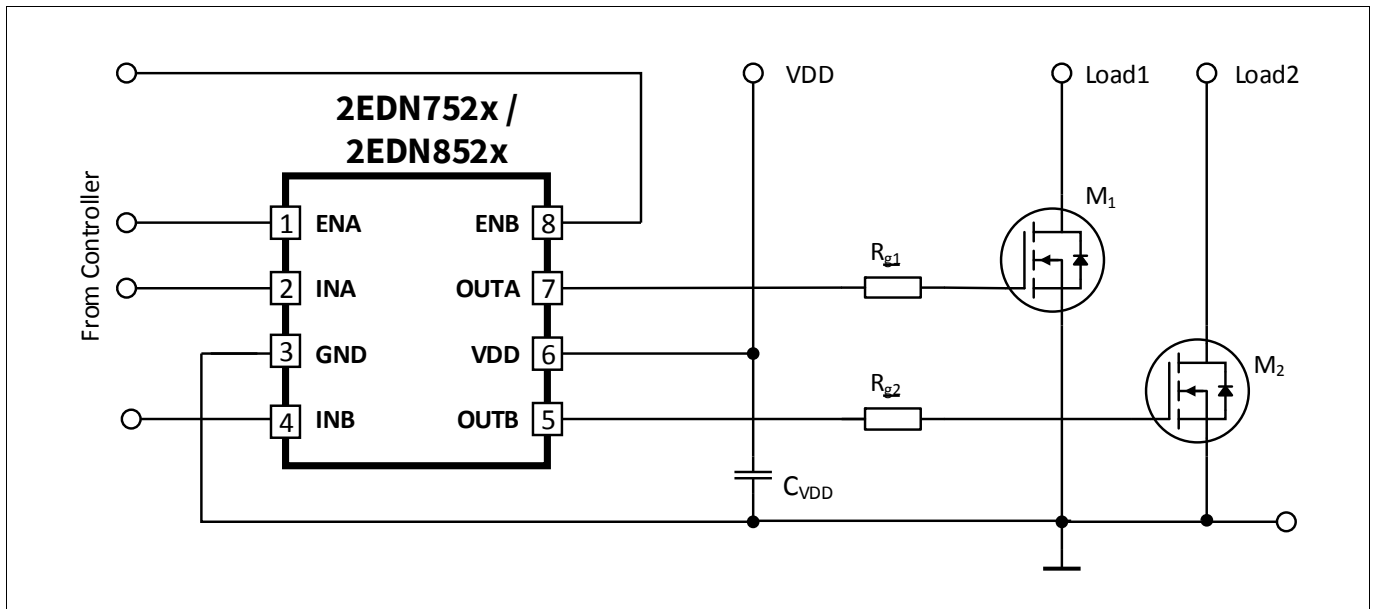 VDD
Load1
Load2
2EDN752x /
2EDN852x
From Controller
M1
1
ENA
ENB
8
Rg1
2
INA
OUTA
7
3
GND
VDD
6
M2
Rg2
4
INB
OUTB
5
CVDD